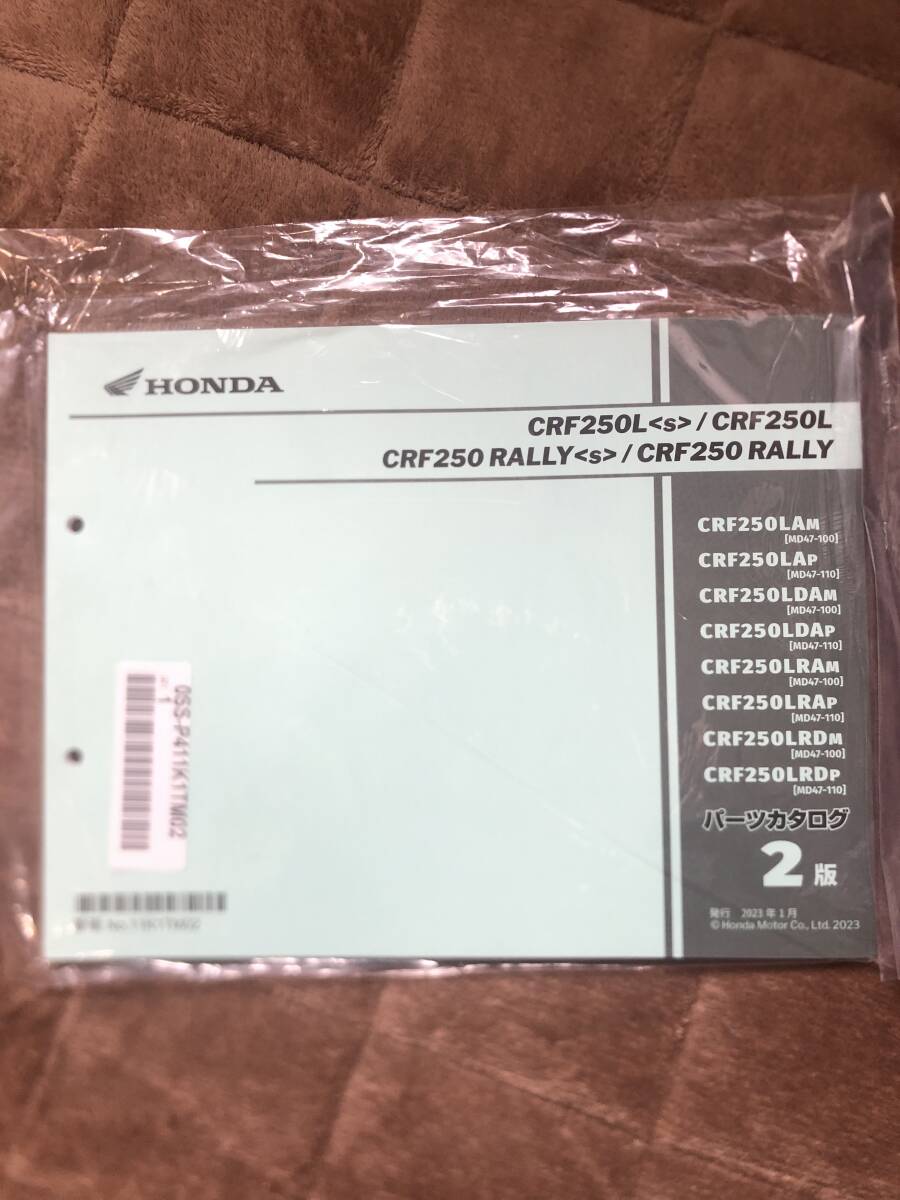 HONDA
CRF250L<s> / CRF250L
CRF250 RALLY<s> / CRF250 RALLY
CRF250LAM
[MD47-100]
CRF250LAP
[MD47-110]
CRF250LDAM
[MD47-100]
CRF250LDAP
[MD47-110]
CRF250LRAM
[MD47-100]
CRF250LRAP
[MD47-110]
CRF250LRDM
[MD47-100]
CRF250LRDP
[MD47-110]
パーツカタログ
2版
発行 2023年1月
© Honda Motor Co., Ltd. 2023
0SS-P411K1TM02
1